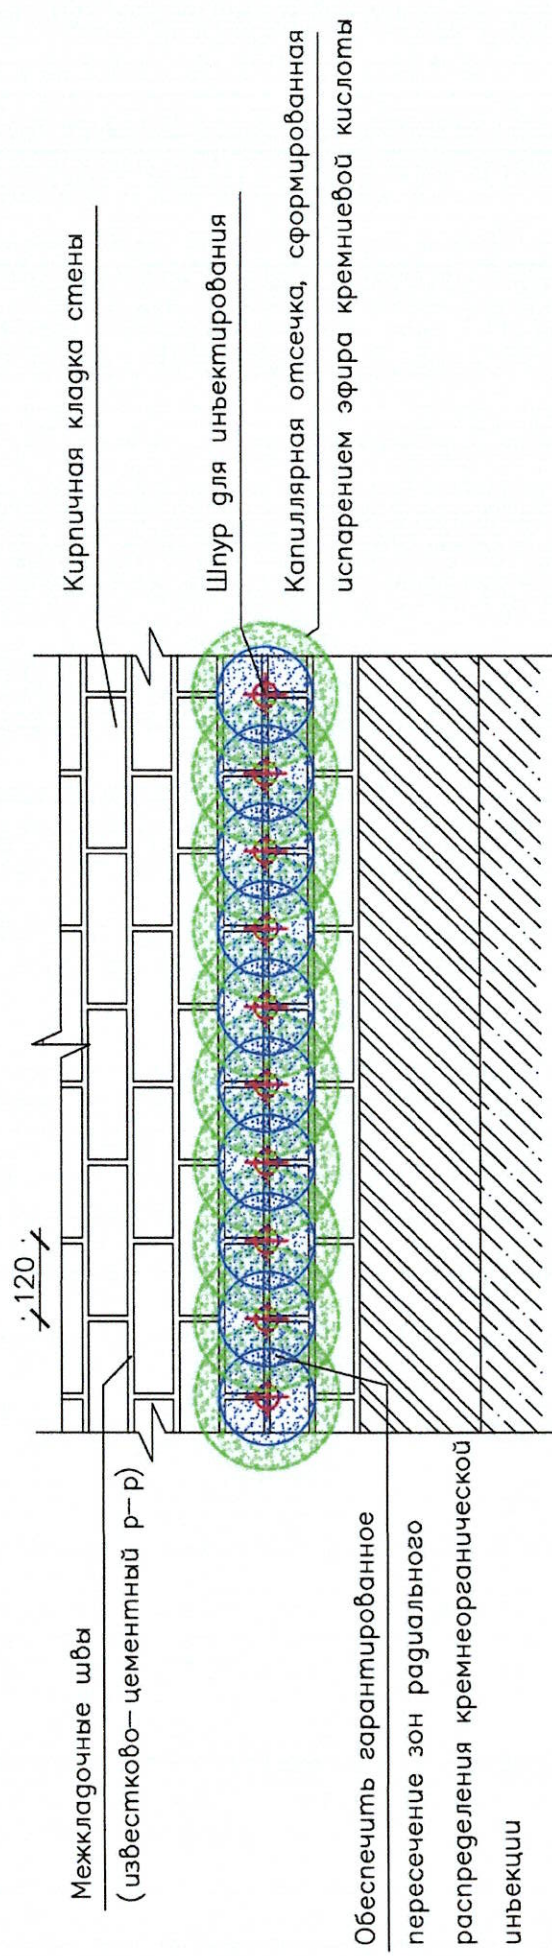 Межкладочные швы
(известково-цементный р-р)
120
Кирпичная кладка стены
Шпур для инъектирования
Капиллярная отсечка, сформированная
испарением эфира кремниевой кислоты
Обеспечить гарантированное
пересечение зон радиального
распределения кремнеорганической
инъекции